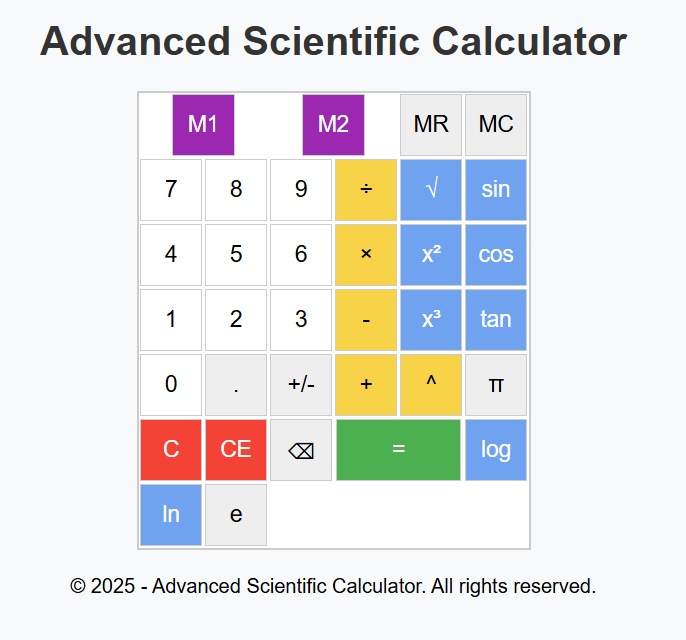 Advanced Scientific Calculator
M1 M2 MR MC
7 8 9 ÷ √ sin
4 5 6 × x² cos
1 2 3 - x³ tan
0 . +/- + ^ π
C CE ⌫ = log
ln e
© 2025 - Advanced Scientific Calculator. All rights reserved.